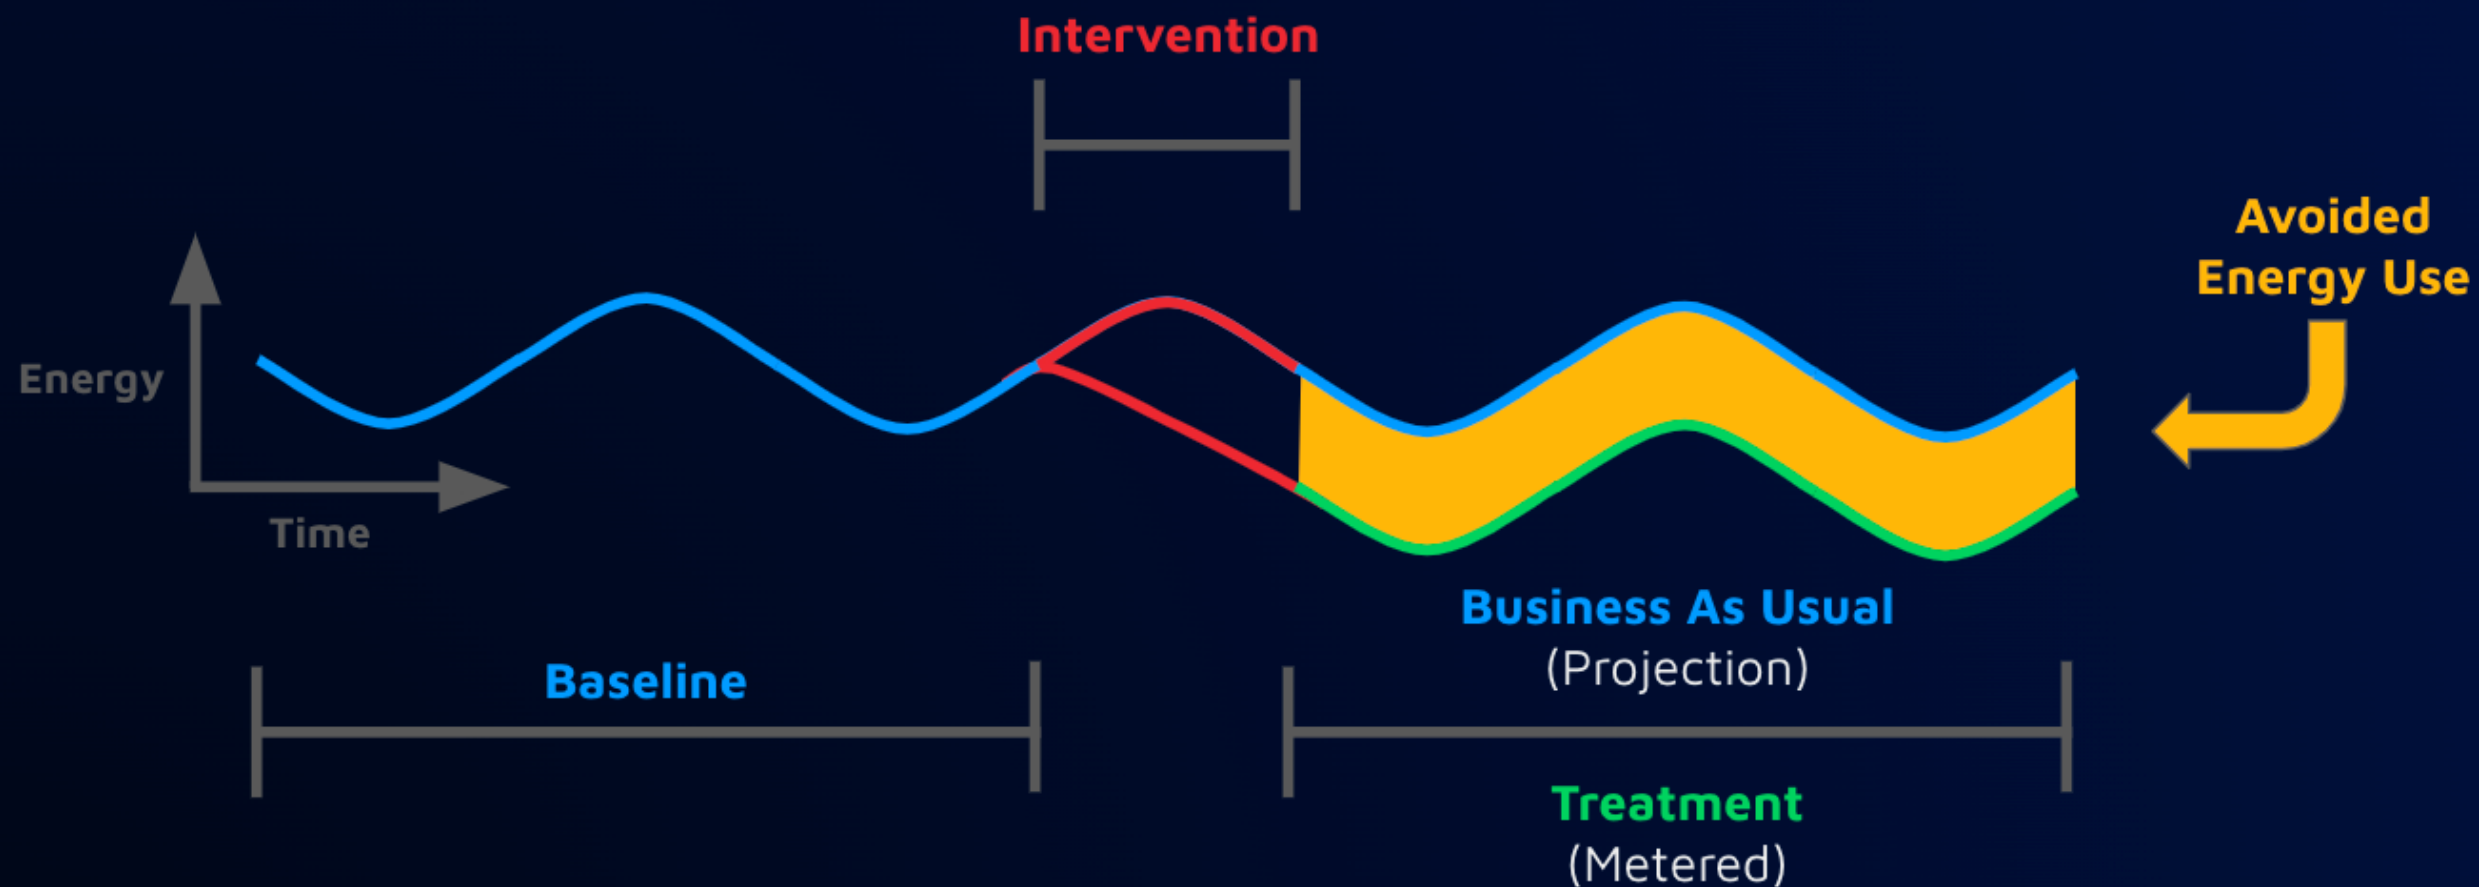 Intervention
Avoided
Energy Use
Energy
Time
Baseline
Business As Usual
(Projection)
Treatment
(Metered)